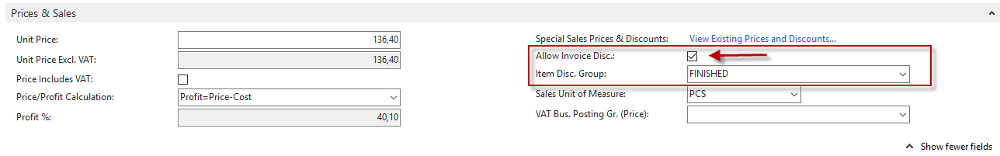 Prices & Sales
Unit Price: 136,40
Unit Price Excl. VAT: 136,40
Price Includes VAT:
Price/Profit Calculation: Profit=Price-Cost
Profit %: 40,10
Special Sales Prices & Discounts: View Existing Prices and Discounts...
Allow Invoice Disc.:
Item Disc. Group: FINISHED
Sales Unit of Measure: PCS
VAT Bus. Posting Gr. (Price):
Show fewer fields